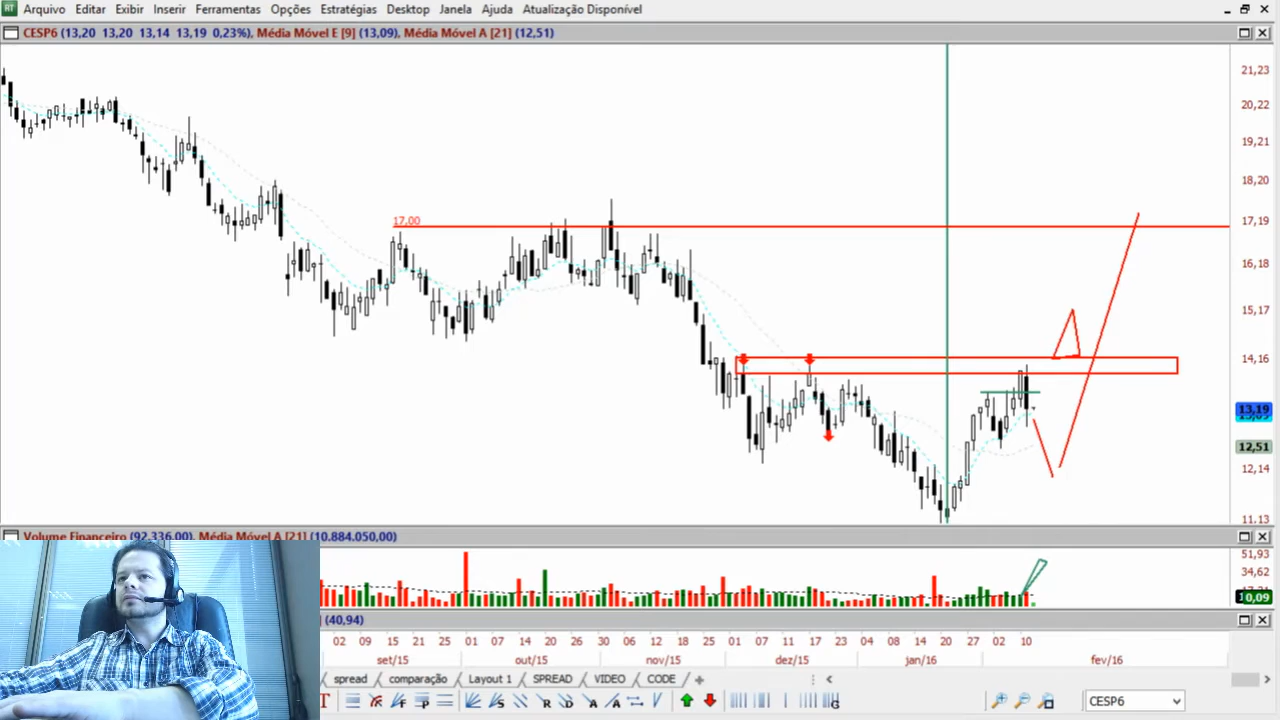 RT Arquivo Editar Exibir Inserir Ferramentas Opções Estratégias Desktop Janela Ajuda Atualização Disponível
CESP6 (13,20 13,20 13,14 13,19 0,23%), Média Móvel E [9] (13,09), Média Móvel A [21] (12,51)
21,23
20,22
19,21
18,20
17,00
17,19
16,18
15,17
14,16
13,19
12,51
12,14
11,13
Volume Financeiro (92.336,00), Média Móvel A [21] (10.884.050,00)
51,93
34,62
0,09
(40,94)
02 09 15 21 25 01 07 14 20 26 30 06 12 18 25 01 07 11 17 23 04 08 14 20 27 02 10
set/15 out/15 nov/15 dez/15 jan/16 fev/16
spread comparação Layout 1 SPREAD VIDEO CODE
CESP6